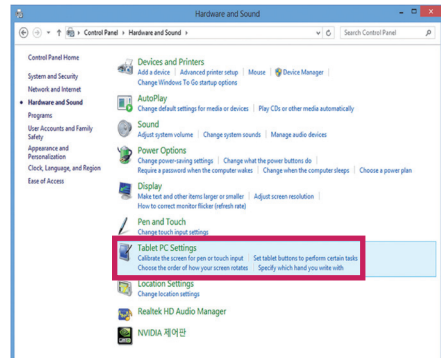 Hardware and Sound
Control Panel > Hardware and Sound >
Search Control Panel
Control Panel Home
System and Security
Network and Internet
Hardware and Sound
Programs
User Accounts and Family
Safety
Appearance and
Personalization
Clock, Language, and Region
Ease of Access
Devices and Printers
Add a device | Advanced printer setup | Mouse | Device Manager |
Change Windows To Go startup options
AutoPlay
Change default settings for media or devices | Play CDs or other media automatically
Sound
Adjust system volume | Change system sounds | Manage audio devices
Power Options
Change power-saving settings | Change what the power buttons do |
Require a password when the computer wakes | Change when the computer sleeps | Choose a power plan
Display
Make text and other items larger or smaller | Adjust screen resolution |
How to correct monitor flicker (refresh rate)
Pen and Touch
Change touch input settings
Tablet PC Settings
Calibrate the screen for pen or touch input | Set tablet buttons to perform certain tasks
Choose the order of how your screen rotates | Specify which hand you write with
Location Settings
Change location settings
Realtek HD Audio Manager
NVIDIA 제어판